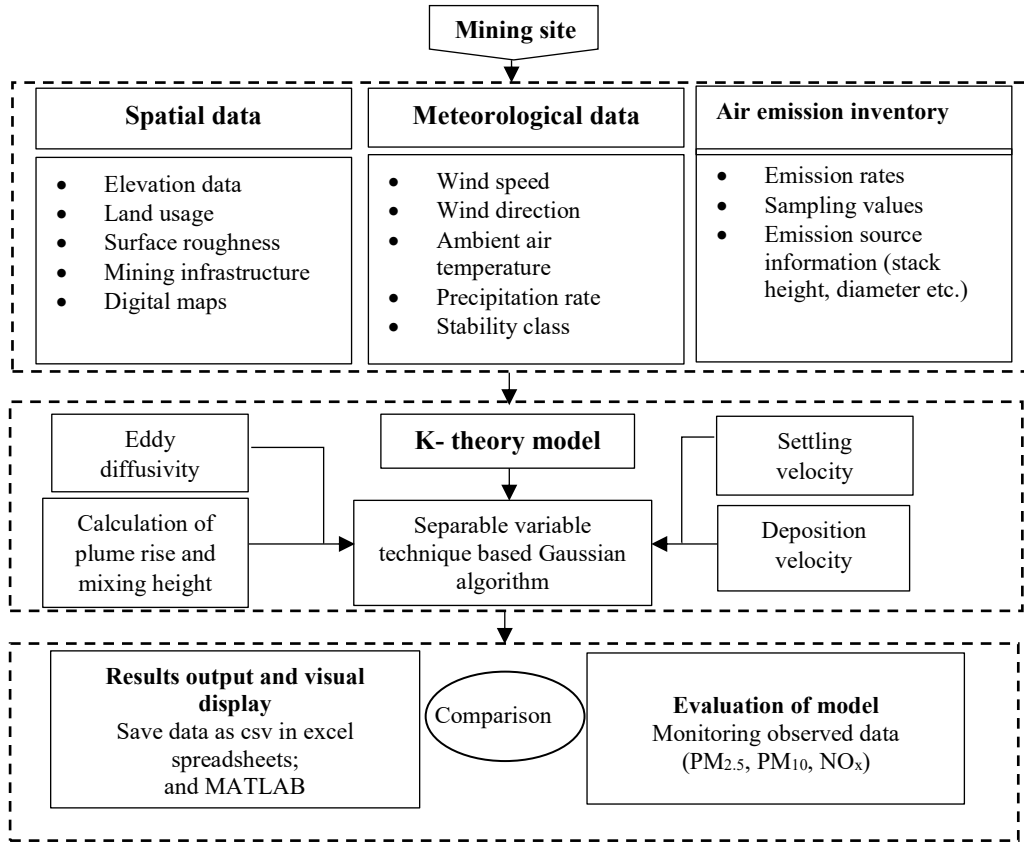 Mining site
Spatial data
• Elevation data
• Land usage
• Surface roughness
• Mining infrastructure
• Digital maps
Meteorological data
• Wind speed
• Wind direction
• Ambient air
temperature
• Precipitation rate
• Stability class
Air emission inventory
• Emission rates
• Sampling values
• Emission source
information (stack
height, diameter etc.)
Eddy
diffusivity
Calculation of
plume rise and
mixing height
K- theory model
Separable variable
technique based Gaussian
algorithm
Settling
velocity
Deposition
velocity
Results output and visual
display
Save data as csv in excel
spreadsheets;
and MATLAB
Comparison
Evaluation of model
Monitoring observed data
(PM2.5, PM10, NOx)